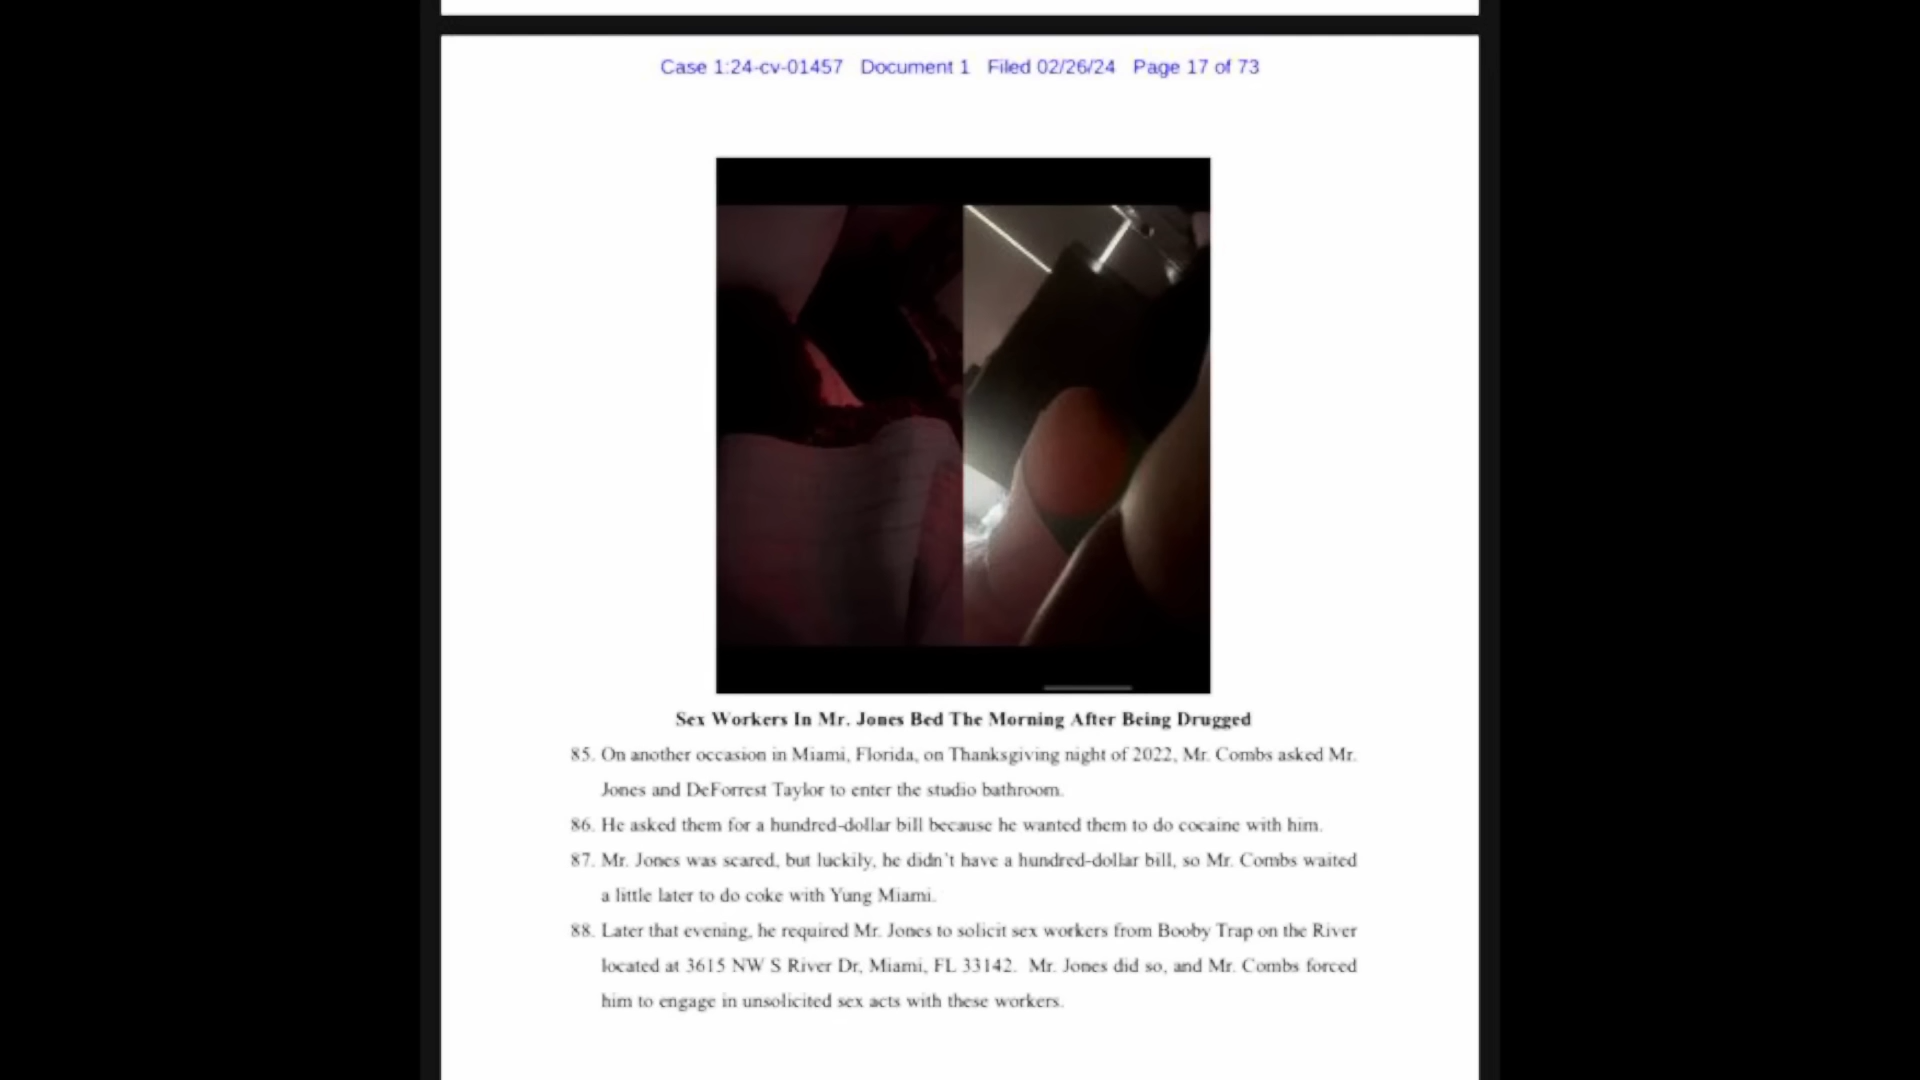 Case 1:24-cv-01457 Document 1 Filed 02/26/24 Page 17 of 73
Sex Workers In Mr. Jones Bed The Morning After Being Drugged
85. On another occasion in Miami, Florida, on Thanksgiving night of 2022, Mr. Combs asked Mr.
Jones and DeForrest Taylor to enter the studio bathroom.
86. He asked them for a hundred-dollar bill because he wanted them to do cocaine with him.
87. Mr. Jones was scared, but luckily, he didn't have a hundred-dollar bill, so Mr. Combs waited
a little later to do coke with Yung Miami.
88. Later that evening, he required Mr. Jones to solicit sex workers from Booby Trap on the River
located at 3615 NW S River Dr, Miami, FL 33142. Mr. Jones did so, and Mr. Combs forced
him to engage in unsolicited sex acts with these workers.